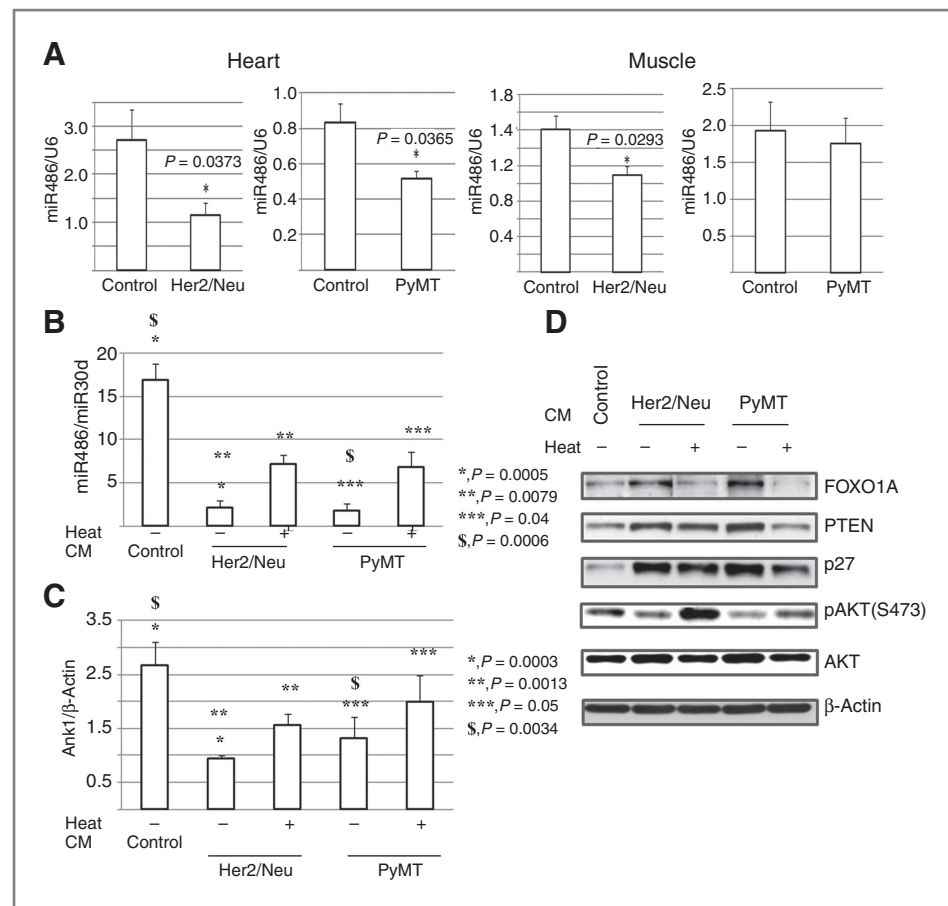 A
Heart
Muscle
miR486/U6
3.0
2.0
1.0
P = 0.0373
*
Control Her2/Neu
miR486/U6
1.0
0.8
0.6
0.4
0.2
P = 0.0365
*
Control PyMT
miR486/U6
1.8
1.4
1.0
0.8
0.4
P = 0.0293
*
Control Her2/Neu
miR486/U6
2.5
2.0
1.5
1.0
0.5
Control PyMT
B
miR486/miR30d
20
15
10
5
$
*
**
*
**
$
***
***
Heat – – + – +
CM Control Her2/Neu PyMT
*,P = 0.0005
**,P = 0.0079
***,P = 0.04
$,P = 0.0006
C
Ank1/β-Actin
3.5
2.5
1.5
0.5
$
*
**
*
**
$
***
***
Heat – – + – +
CM Control
Her2/Neu PyMT
*,P = 0.0003
**,P = 0.0013
***,P = 0.05
$,P = 0.0034
D
CM Control Her2/Neu PyMT
Heat – – + – +
FOXO1A
PTEN
p27
pAKT(S473)
AKT
β-Actin